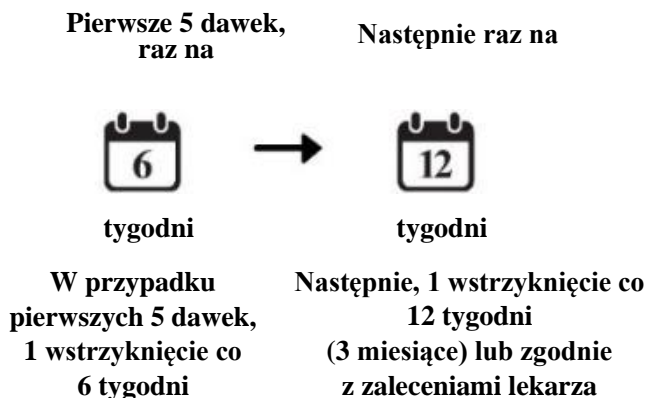 Pierwsze 5 dawek,
raz na
6
tygodni
W przypadku
pierwszych 5 dawek,
1 wstrzyknięcie co
6 tygodni
Następnie raz na
12
tygodni
Następnie, 1 wstrzyknięcie co
12 tygodni
(3 miesiące) lub zgodnie
z zaleceniami lekarza